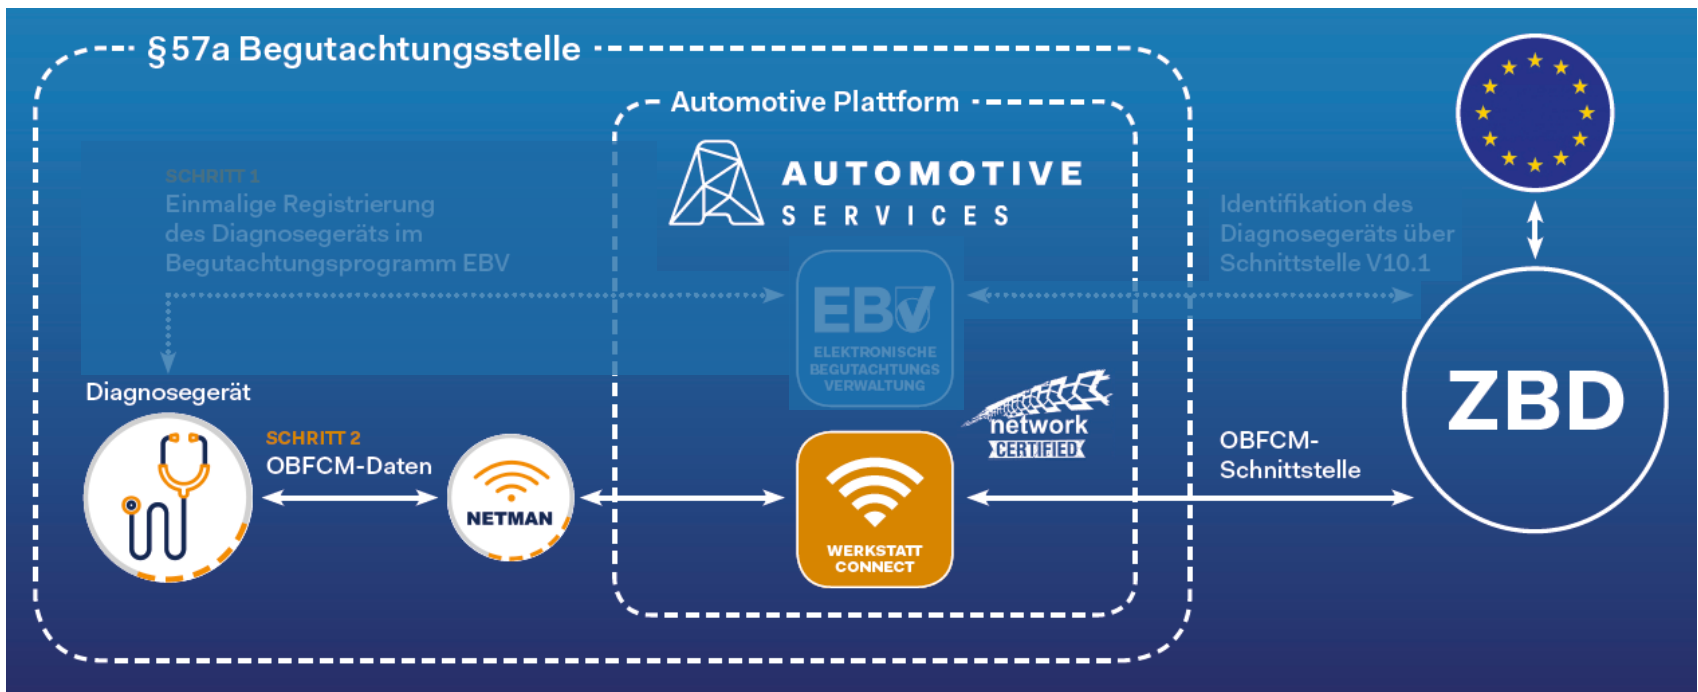 §57a Begutachtungsstelle
Automotive Plattform
AUTOMOTIVE
SERVICES
SCHRITT 1
Einmalige Registrierung
des Diagnosegeräts im
Begutachtungsprogramm EBV
Identifikation des
Diagnosegeräts über
Schnittstelle V10.1
EBV
ELEKTRONISCHE
BEGUTACHTUNGS
VERWALTUNG
Diagnosegerät
SCHRITT 2
OBFCM-Daten
NETMAN
network
CERTIFIED
WERKSTATT
CONNECT
OBFCM-
Schnittstelle
ZBD